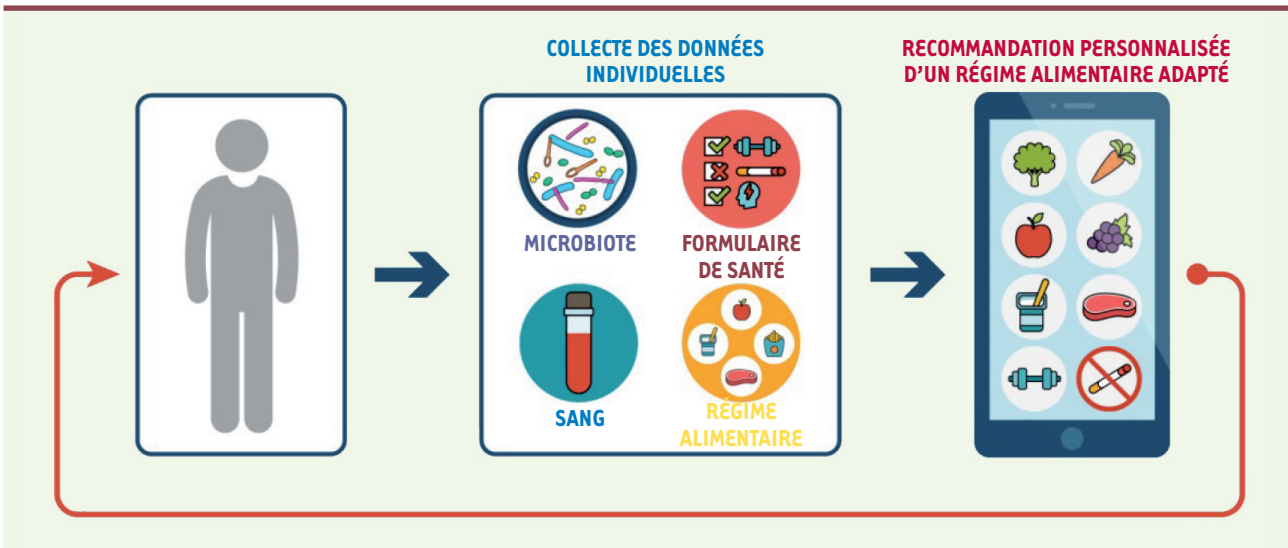 COLLECTE DES DONNÉES
INDIVIDUELLES
RECOMMANDATION PERSONNALISÉE
D'UN RÉGIME ALIMENTAIRE ADAPTÉ
MICROBIOTE
FORMULAIRE
DE SANTÉ
SANG
RÉGIME
ALIMENTAIRE